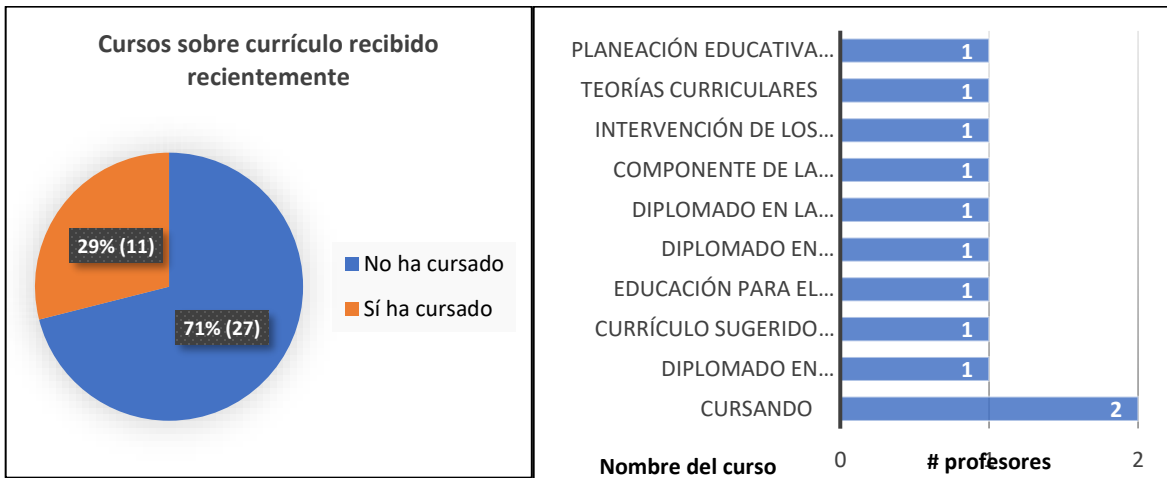 Cursos sobre currículo recibido
recientemente
29% (11)
71% (27)
No ha cursado
Sí ha cursado
PLANEACIÓN EDUCATIVA...
1
TEORÍAS CURRICULARES
1
INTERVENCIÓN DE LOS...
1
COMPONENTE DE LA...
1
DIPLOMADO EN LA...
1
DIPLOMADO EN...
1
EDUCACIÓN PARA EL...
1
CURRÍCULO SUGERIDO...
1
DIPLOMADO EN...
1
CURSANDO
2
0
1
2
Nombre del curso
# profesores